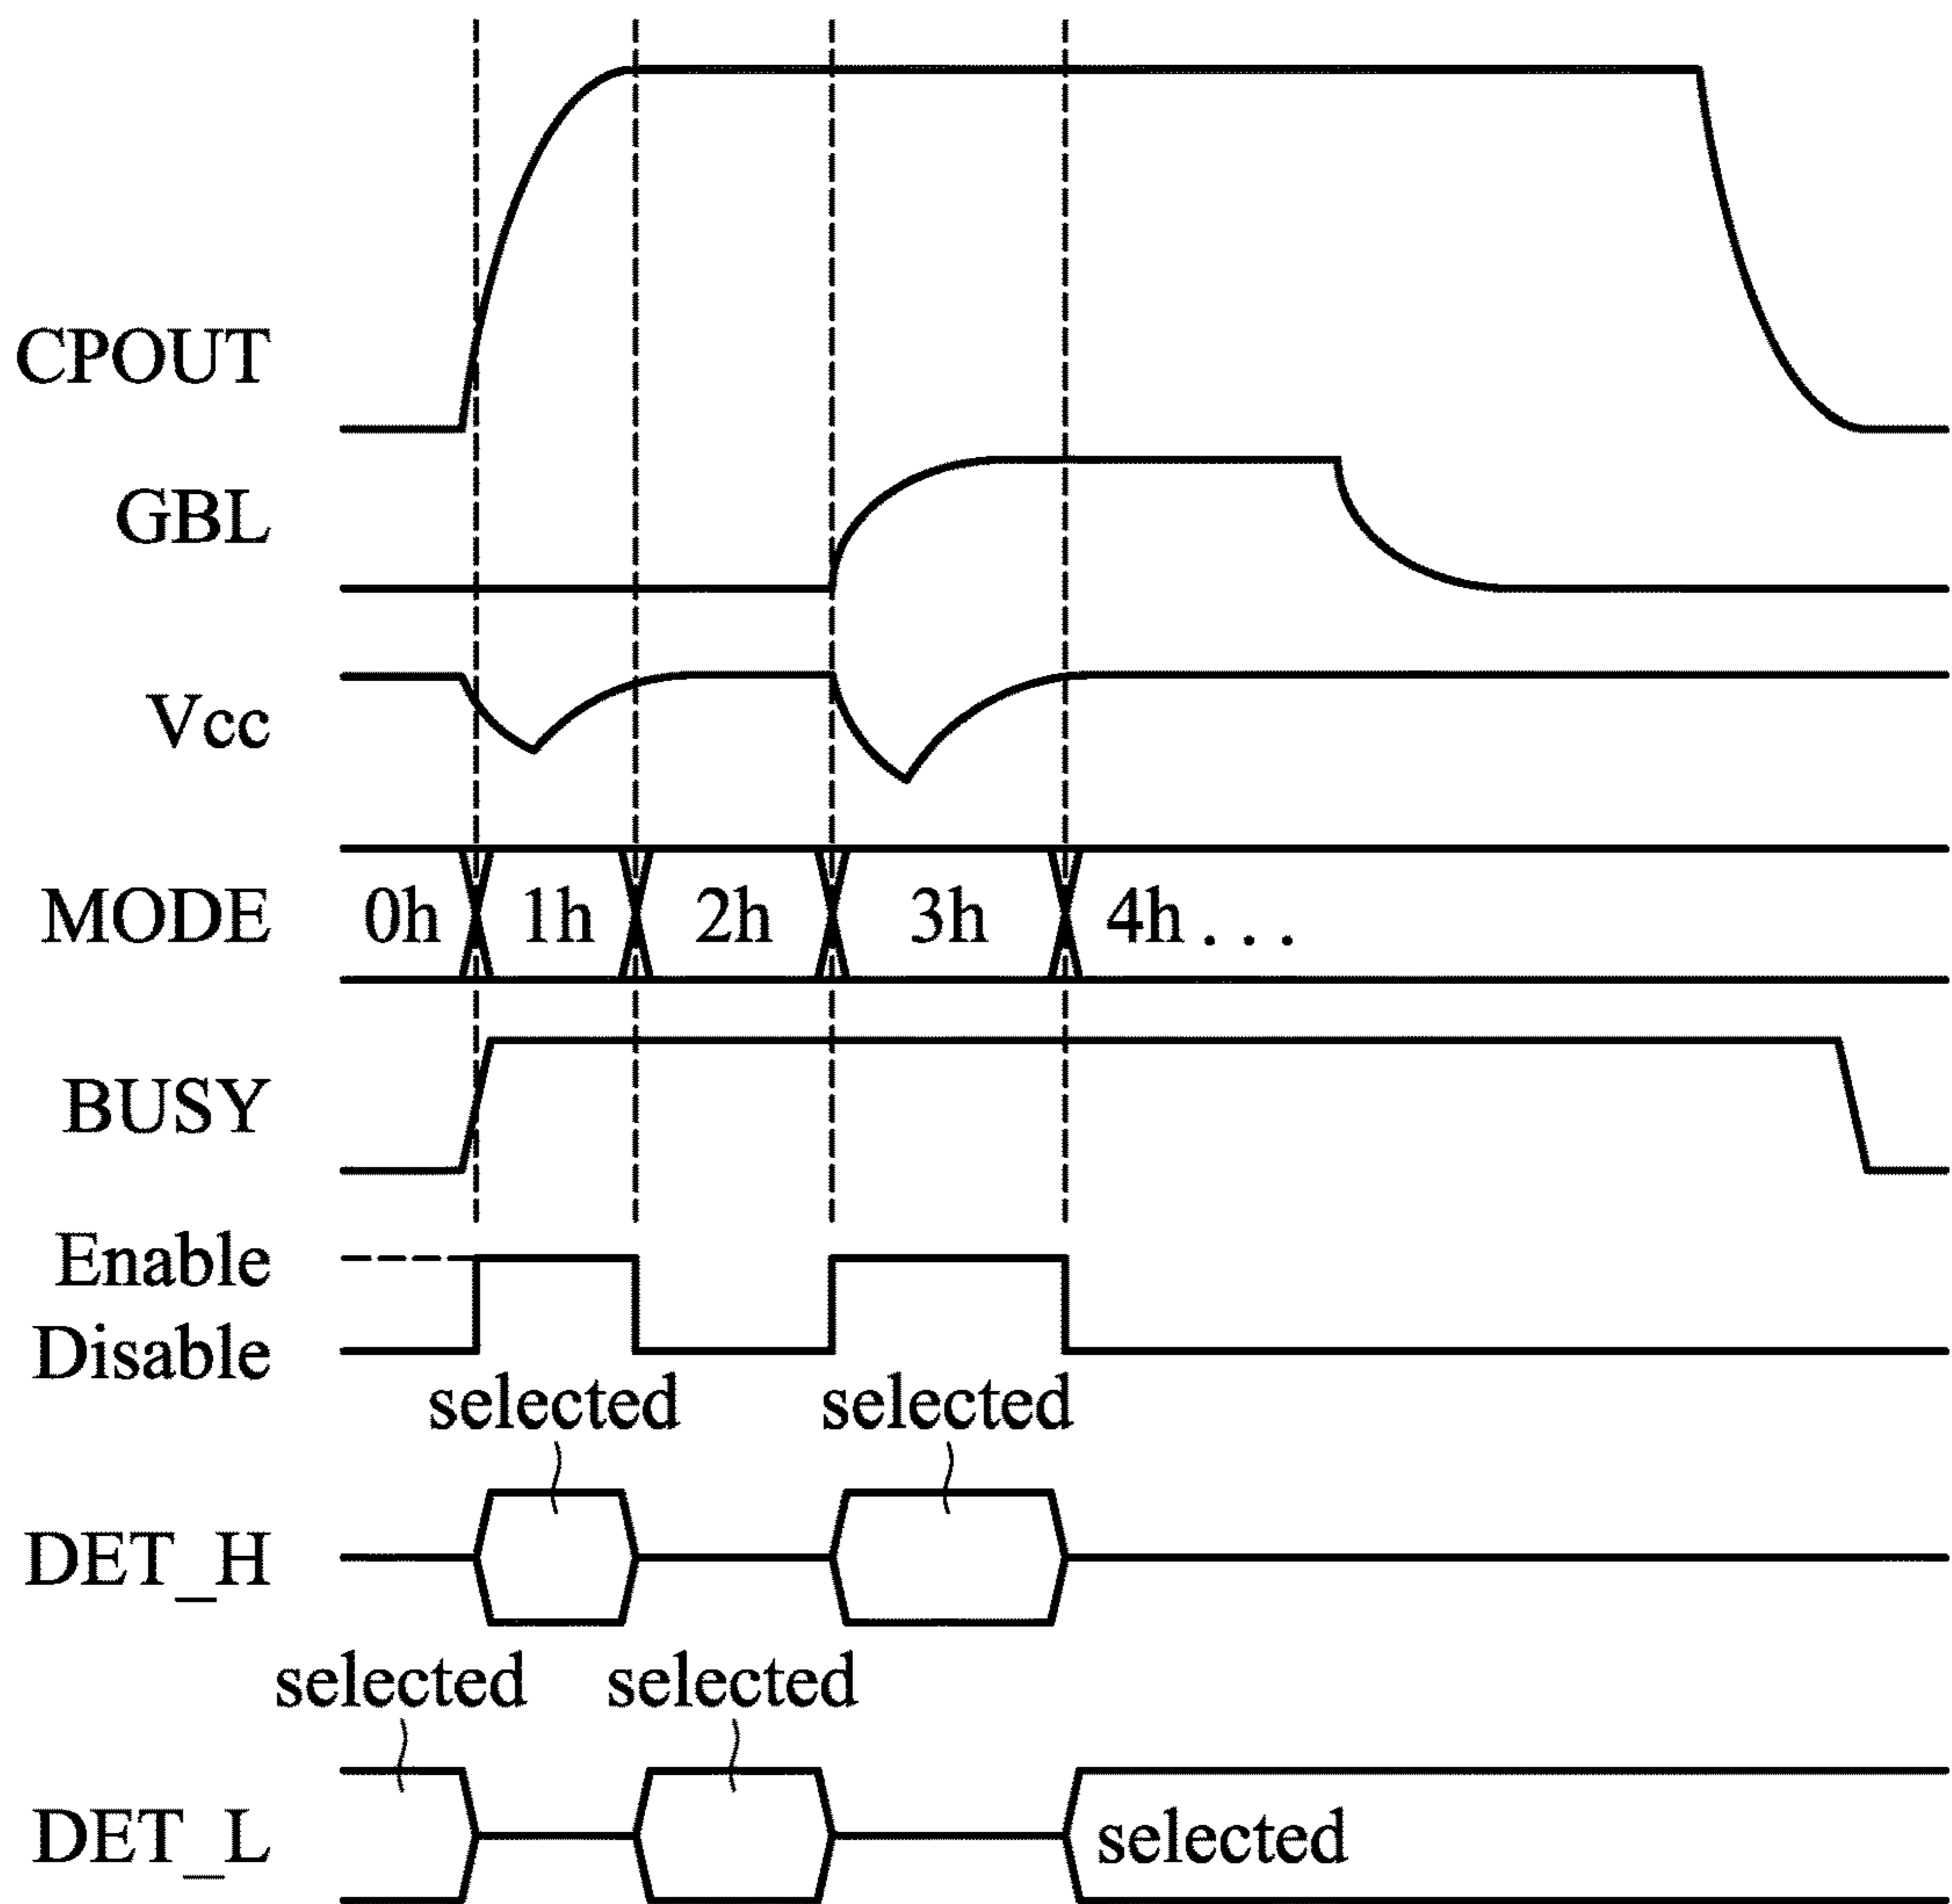 CPOUT
GBL
Vcc
MODE 0h 1h 2h 3h 4h . . .
BUSY
Enable
Disable
selected selected
DET_H
selected selected
DET_L selected